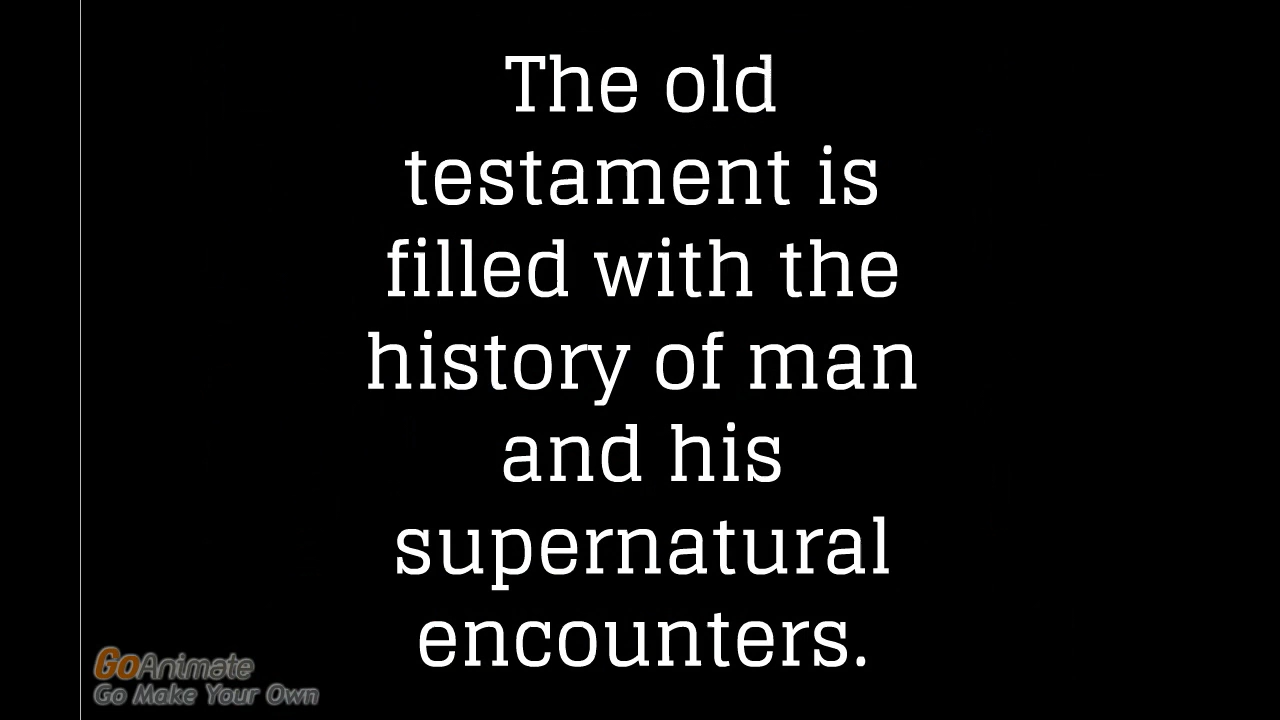 The old
testament is
filled with the
history of man
and his
supernatural
encounters.
GoAnimate
Go Make Your Own